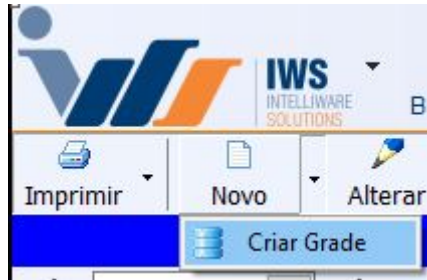 IWS
INTELLIWARE
SOLUTIONS
B
Imprimir Novo Alterar
Criar Grade